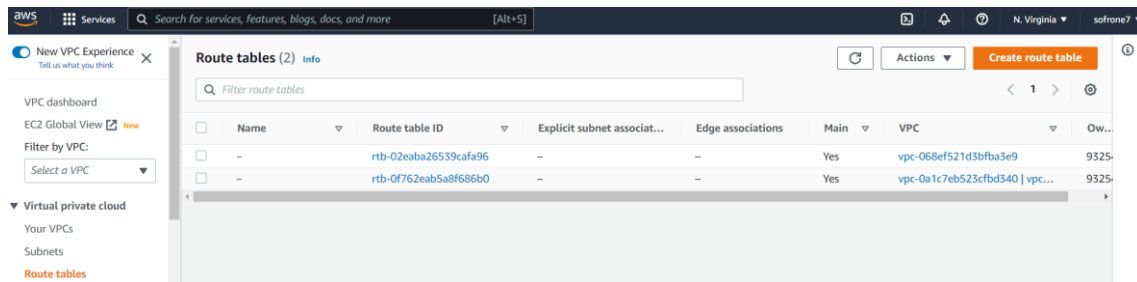 aws Services Search for services, features, blogs, docs, and more [Alt+S] N. Virginia ▼ sofrone7
New VPC Experience
Tell us what you think
Route tables (2) Info Actions ▼ Create route table
Filter route tables 1
VPC dashboard
EC2 Global View New
Filter by VPC:
Select a VPC ▼
Name Route table ID Explicit subnet associat... Edge associations Main VPC Ow...
– rtb-02eaba26539cafa96 – – Yes vpc-068ef521d3bfba3e9 9325
– rtb-0f762eab5a8f686b0 – – Yes vpc-0a1c7eb523cfbd340 | vpc... 9325
▼ Virtual private cloud
Your VPCs
Subnets
Route tables